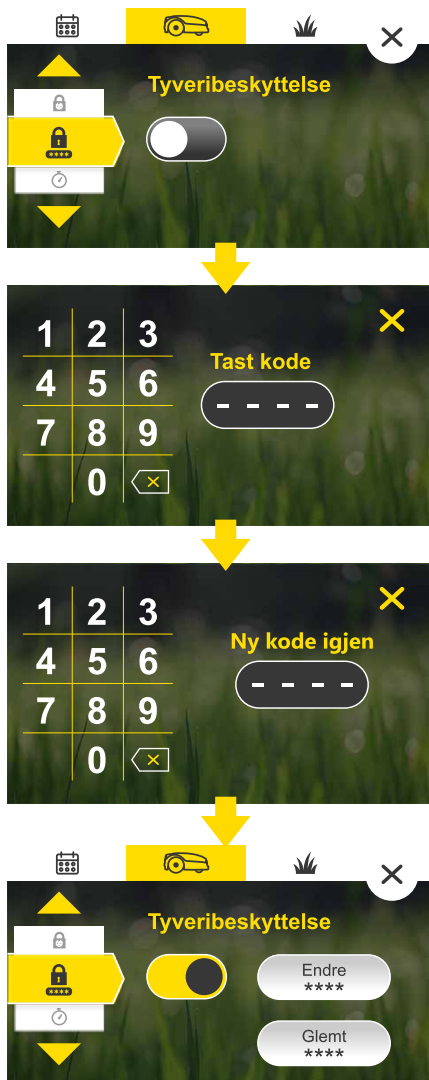 Tyveribeskyttelse
****
1 2 3
Tast kode
4 5 6
- - - -
7 8 9
0
1 2 3
Ny kode igjen
4 5 6
- - - -
7 8 9
0
Tyveribeskyttelse
****
Endre
****
Glemt
****